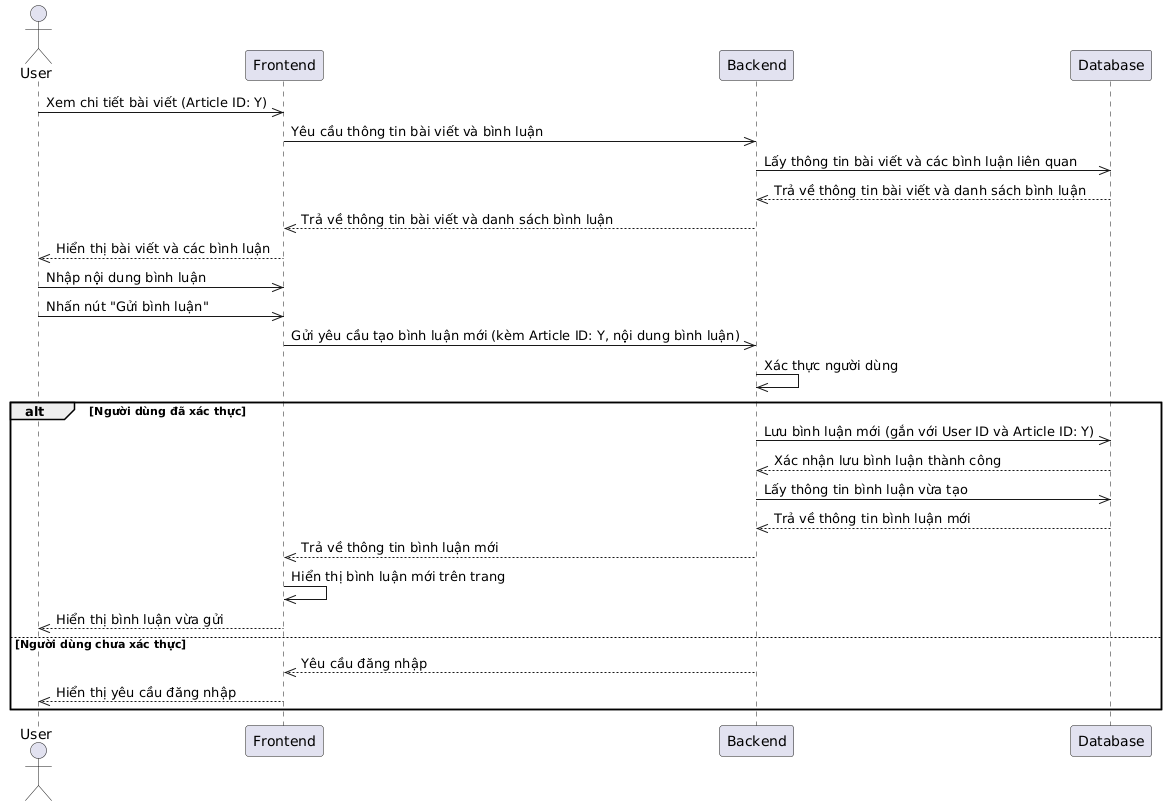 User
Frontend
Backend
Database
Xem chi tiết bài viết (Article ID: Y)
Yêu cầu thông tin bài viết và bình luận
Lấy thông tin bài viết và các bình luận liên quan
Trả về thông tin bài viết và danh sách bình luận
Trả về thông tin bài viết và danh sách bình luận
Hiển thị bài viết và các bình luận
Nhập nội dung bình luận
Nhấn nút "Gửi bình luận"
Gửi yêu cầu tạo bình luận mới (kèm Article ID: Y, nội dung bình luận)
Xác thực người dùng
alt [Người dùng đã xác thực]
Lưu bình luận mới (gắn với User ID và Article ID: Y)
Xác nhận lưu bình luận thành công
Lấy thông tin bình luận vừa tạo
Trả về thông tin bình luận mới
Trả về thông tin bình luận mới
Hiển thị bình luận mới trên trang
Hiển thị bình luận vừa gửi
[Người dùng chưa xác thực]
Yêu cầu đăng nhập
Hiển thị yêu cầu đăng nhập
User
Frontend
Backend
Database